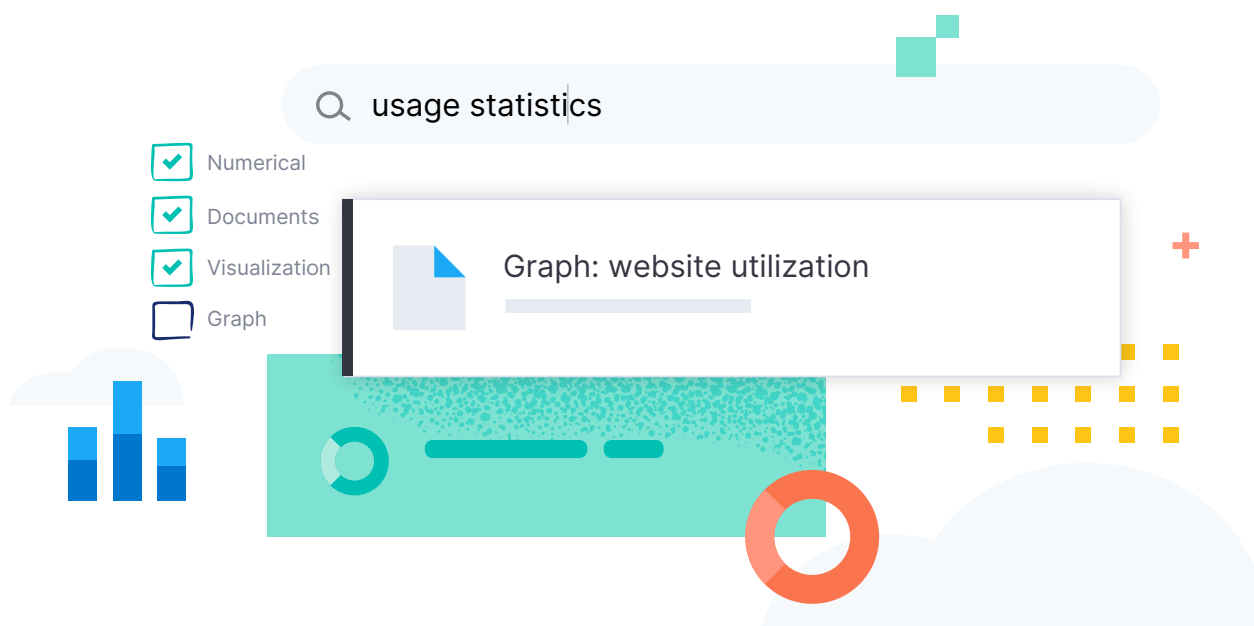 usage statistics
Numerical
Documents
Visualization
Graph
Graph: website utilization